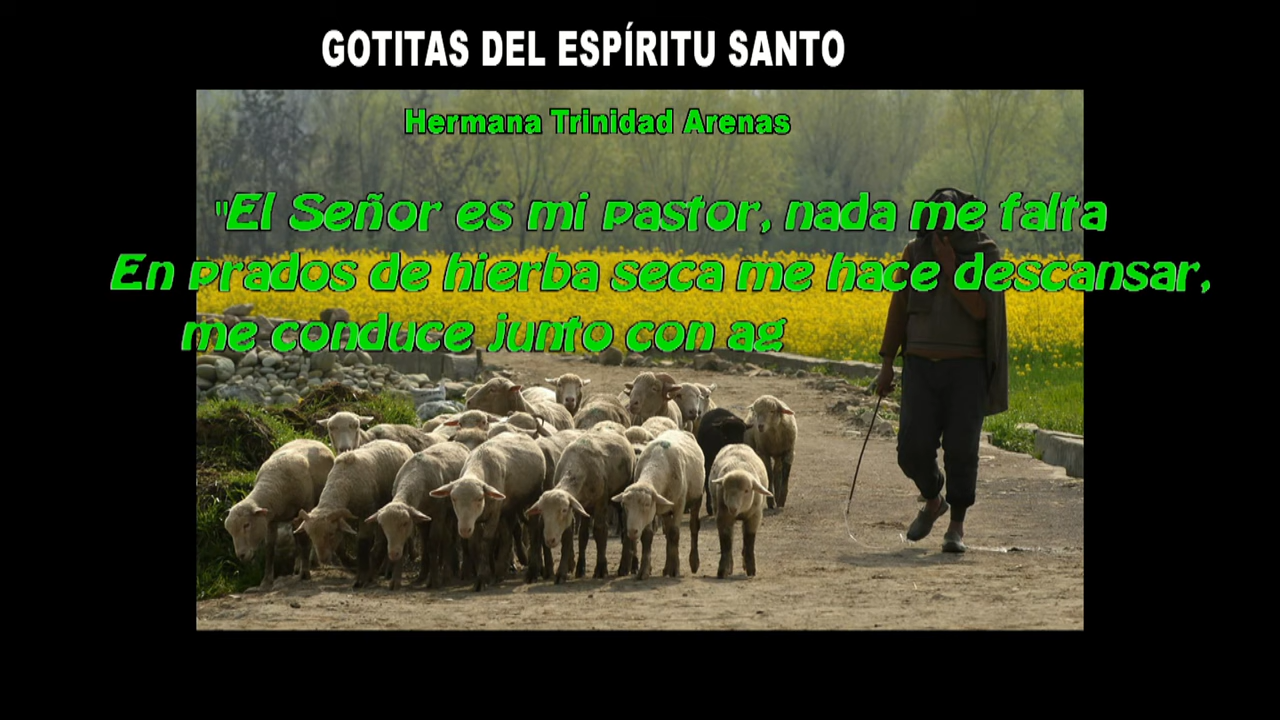 GOTITAS DEL ESPÍRITU SANTO
Hermana Trinidad Arenas
"El Señor es mi pastor, nada me falta
En prados de hierba seca me hace descansar,
me conduce junto con ag